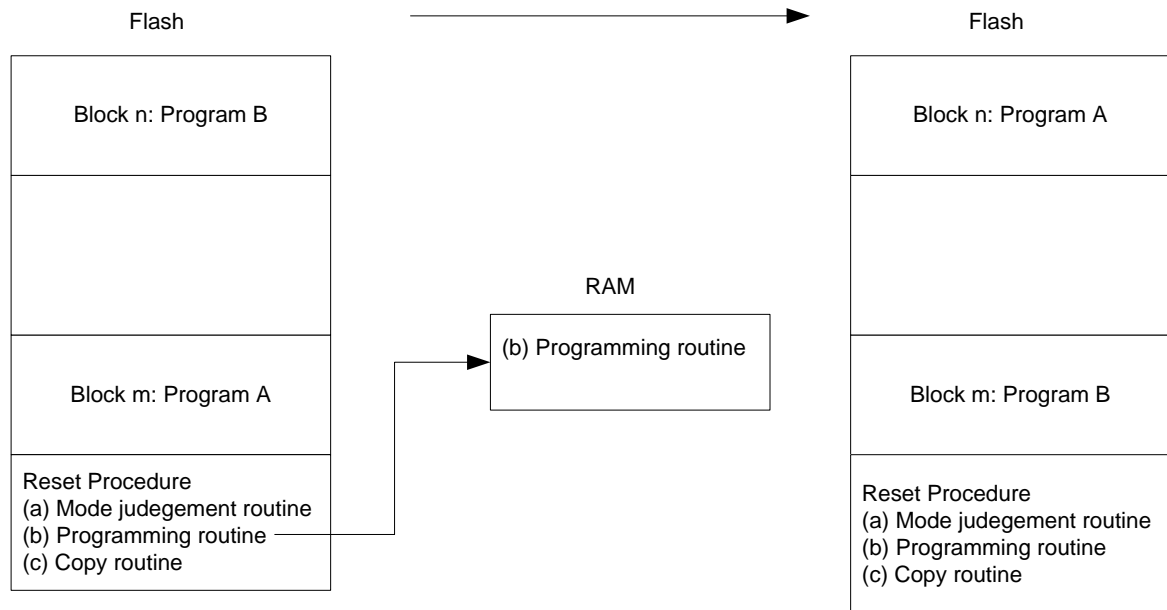 Flash
Flash
Block n: Program B
Block n: Program A
RAM
(b) Programming routine
Block m: Program A
Block m: Program B
Reset Procedure
(a) Mode judegement routine
(b) Programming routine
(c) Copy routine
Reset Procedure
(a) Mode judegement routine
(b) Programming routine
(c) Copy routine